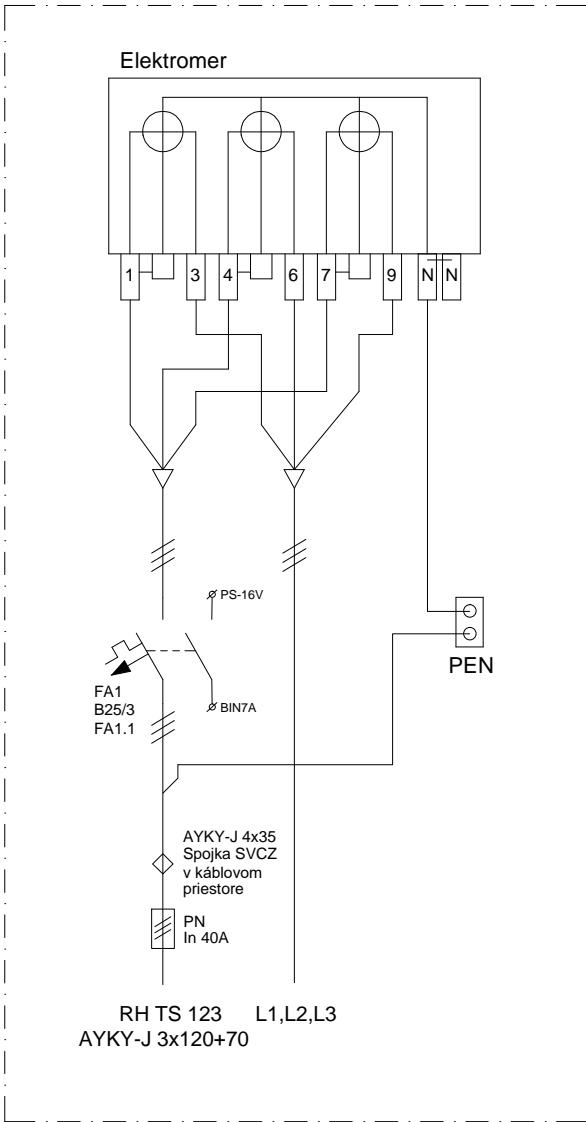 Elektromer
1 3 4 6 7 9 N N
PS-16V
PEN
FA1
B25/3
FA1.1
BIN7A
AYKY-J 4x35
Spojka SVCZ
v káblovom
priestore
PN
In 40A
RH TS 123 L1,L2,L3
AYKY-J 3x120+70